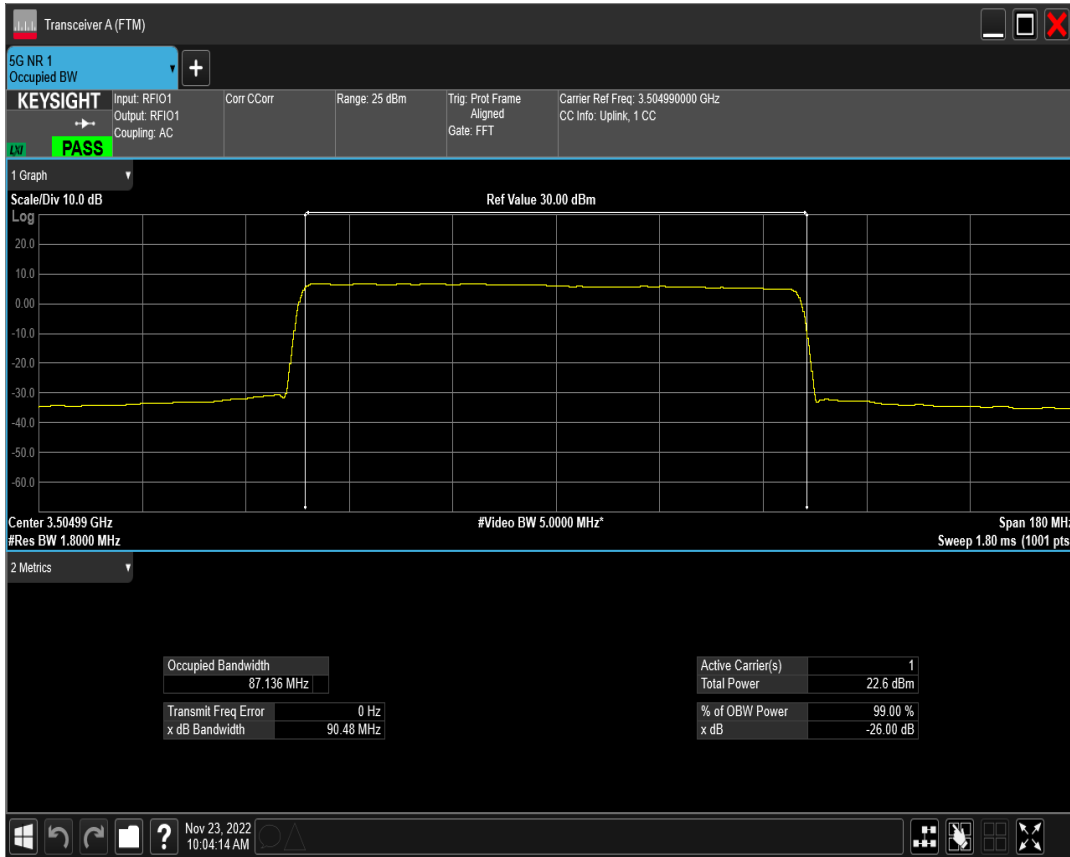 Transceiver A (FTM)
5G NR 1
Occupied BW
+
KEYSIGHT
LXI
PASS
Input: RFIO1
Output: RFIO1
Coupling: AC
Corr CCorr
Range: 25 dBm
Trig: Prot Frame
Aligned
Gate: FFT
Carrier Ref Freq: 3.504990000 GHz
CC Info: Uplink, 1 CC
1 Graph
Scale/Div 10.0 dB
Ref Value 30.00 dBm
Log
20.0
10.0
0.00
-10.0
-20.0
-30.0
-40.0
-50.0
-60.0
Center 3.50499 GHz
#Video BW 5.0000 MHz*
Span 180 MHz
#Res BW 1.8000 MHz
Sweep 1.80 ms (1001 pts
2 Metrics
Occupied Bandwidth
87.136 MHz
Transmit Freq Error 0 Hz
x dB Bandwidth 90.48 MHz
Active Carrier(s) 1
Total Power 22.6 dBm
% of OBW Power 99.00 %
x dB -26.00 dB
?
Nov 23, 2022
10:04:14 AM